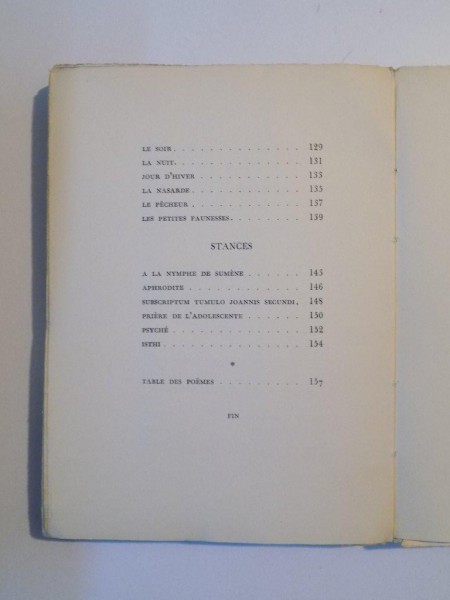 LE SOIR. . . . . . . . . . . . 129
LA NUIT. . . . . . . . . . . . 131
JOUR D'HIVER . . . . . . . . . 133
LA NASARDE . . . . . . . . . . 135
LE PÊCHEUR . . . . . . . . . . 137
LES PETITES FAUNESSES. . . . . . 139
STANCES
A LA NYMPHE DE SUMÈNE . . . . . 143
APHRODITE . . . . . . . . . . 146
SUBSCRIPTUM TUMULO JOANNIS SECUNDI. 148
PRIÈRE DE L'ADOLESCENTE . . . . . 150
PSYCHÉ . . . . . . . . . . . 152
ISTHI . . . . . . . . . . . . 154
*
TABLE DES POÈMES . . . . . . . . 157
FIN